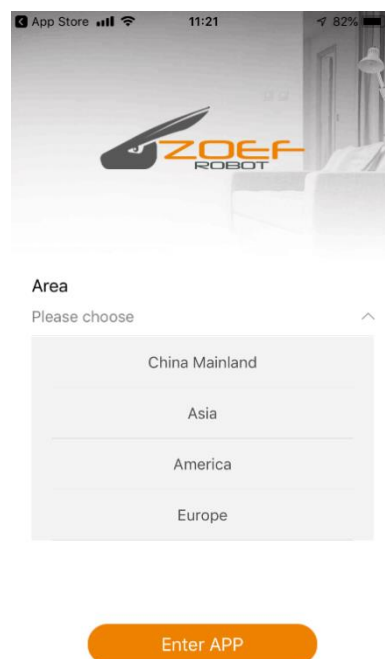 App Store
11:21
82%
ZOEF
ROBOT
Area
Please choose
China Mainland
Asia
America
Europe
Enter APP